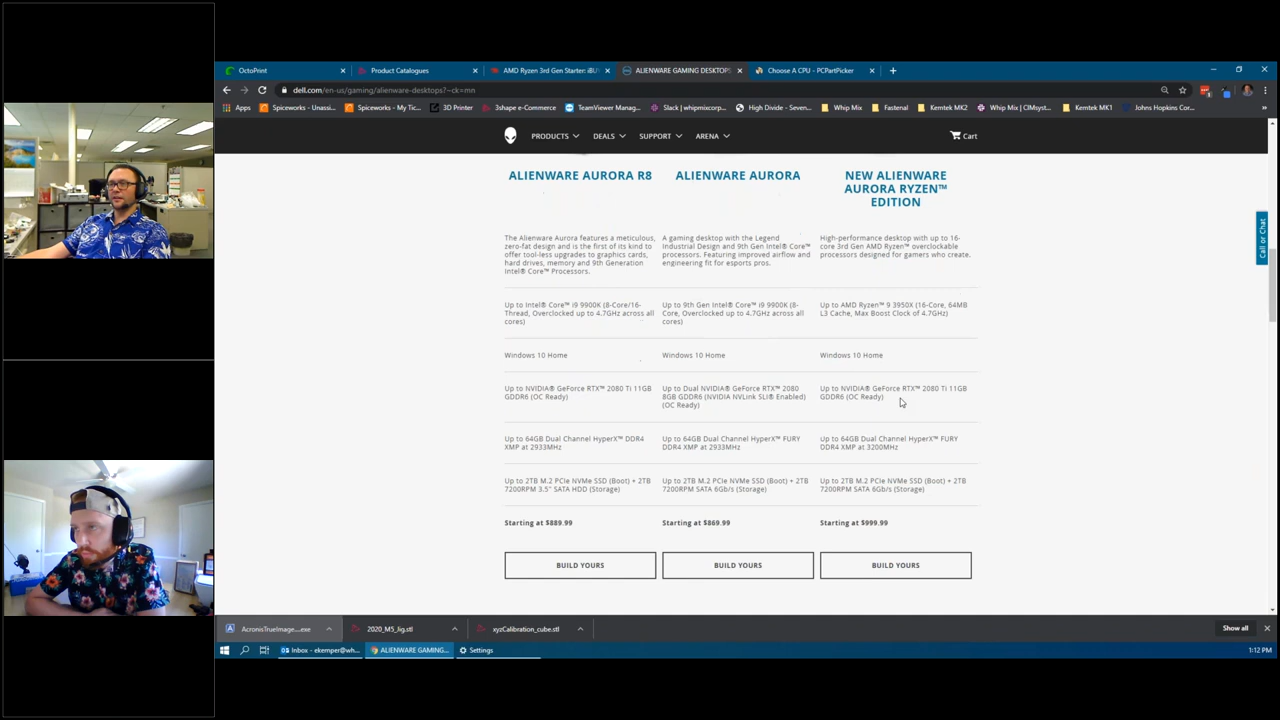 OctoPrint
Product Catalogues
AMD Ryzen 3rd Gen Starter: iBUY
ALIENWARE GAMING DESKTOPS
Choose A CPU - PCPartPicker
dell.com/en-us/gaming/alienware-desktops?~ck=mn
Apps
Spiceworks - Unassi...
Spiceworks - My Tic...
3D Printer
3shape e-Commerce
TeamViewer Manag...
Slack | whipmixcorp...
High Divide - Seven...
Whip Mix
Fastenal
Kemtek MK2
Whip Mix | CIMsyst...
Kemtek MK1
Johns Hopkins Cor...
PRODUCTS
DEALS
SUPPORT
ARENA
Cart
ALIENWARE AURORA R8
The Alienware Aurora features a meticulous,
zero-fat design and is the first of its kind to
offer tool-less upgrades to graphics cards,
hard drives, memory and 9th Generation
Intel® Core™ Processors.
Up to Intel® Core™ i9 9900K (8-Core/16-
Thread, Overclocked up to 4.7GHz across all
cores)
Windows 10 Home
Up to NVIDIA® GeForce RTX™ 2080 Ti 11GB
GDDR6 (OC Ready)
Up to 64GB Dual Channel HyperX™ DDR4
XMP at 2933MHz
Up to 2TB M.2 PCIe NVMe SSD (Boot) + 2TB
7200RPM 3.5" SATA HDD (Storage)
Starting at $889.99
BUILD YOURS
ALIENWARE AURORA
A gaming desktop with the Legend
Industrial Design and 9th Gen Intel® Core™
processors. Featuring improved airflow and
engineering fit for esports pros.
Up to 9th Gen Intel® Core™ i9 9900K (8-
Core, Overclocked up to 4.7GHz across all
cores)
Windows 10 Home
Up to Dual NVIDIA® GeForce RTX™ 2080
8GB GDDR6 (NVIDIA NVLink SLI® Enabled)
(OC Ready)
Up to 64GB Dual Channel HyperX™ FURY
DDR4 XMP at 2933MHz
Up to 2TB M.2 PCIe NVMe SSD (Boot) + 2TB
7200RPM SATA 6Gb/s (Storage)
Starting at $869.99
BUILD YOURS
NEW ALIENWARE
AURORA RYZEN™
EDITION
High-performance desktop with up to 16-
core 3rd Gen AMD Ryzen™ overclockable
processors designed for gamers who create.
Up to AMD Ryzen™ 9 3950X (16-Core, 64MB
L3 Cache, Max Boost Clock of 4.7GHz)
Windows 10 Home
Up to NVIDIA® GeForce RTX™ 2080 Ti 11GB
GDDR6 (OC Ready)
Up to 64GB Dual Channel HyperX™ FURY
DDR4 XMP at 3200MHz
Up to 2TB M.2 PCIe NVMe SSD (Boot) + 2TB
7200RPM SATA 6Gb/s (Storage)
Starting at $999.99
BUILD YOURS
Call or Chat
AcronisTrueImage....exe
2020_M5_Jig.stl
xyzCalibration_cube.stl
Show all
Inbox - ekemper@wh...
ALIENWARE GAMING...
Settings
1:12 PM